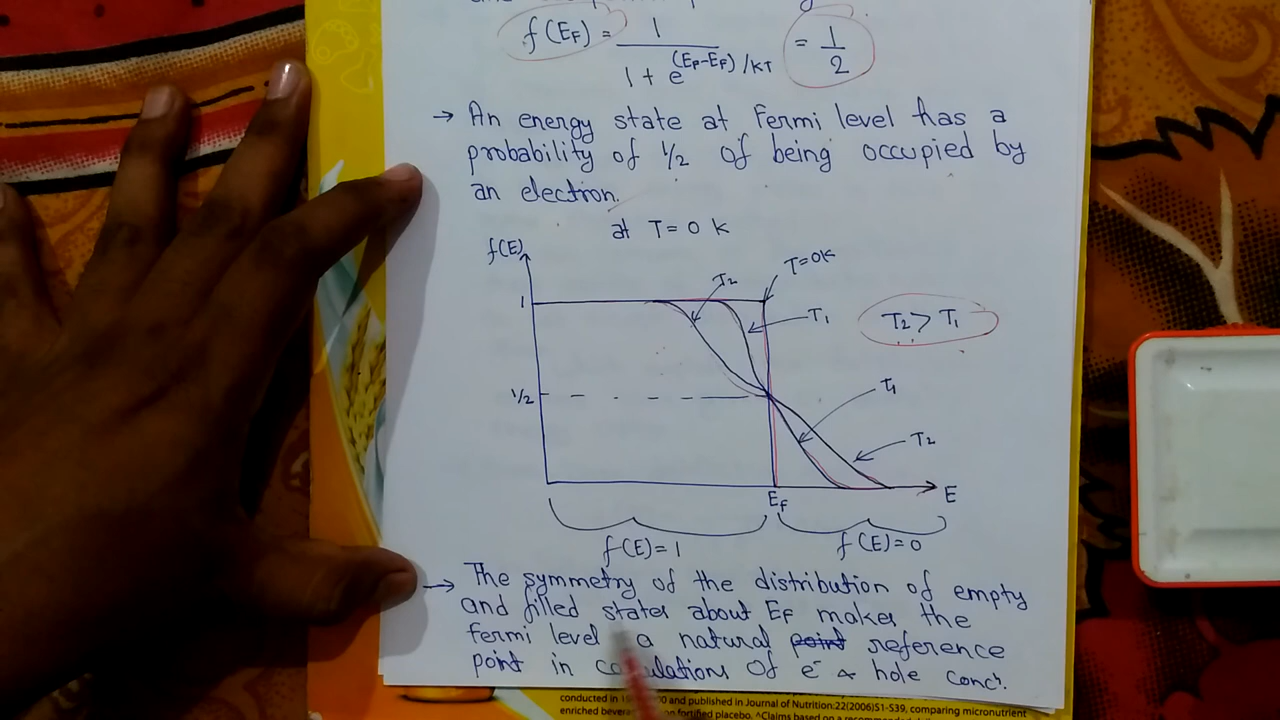 f(EF) = 1 / 1 + e^(EF-EF)/KT = 1/2
→ An energy state at Fermi level has a
probability of 1/2 of being occupied by
an electron.
at T = 0 K
f(E)
T2
T=0K
1
T1
T2 > T1
1/2
T1
T2
EF
E
f(E)=1
f(E)=0
→ The symmetry of the distribution of empty
and filled states about EF makes the
fermi level a natural point reference
point in calculations of e- & hole concn.
conducted in and published in Journal of Nutrition:22(2006)S1-S39, comparing micronutrient
enriched on fortified placebo. ^Claims based on a